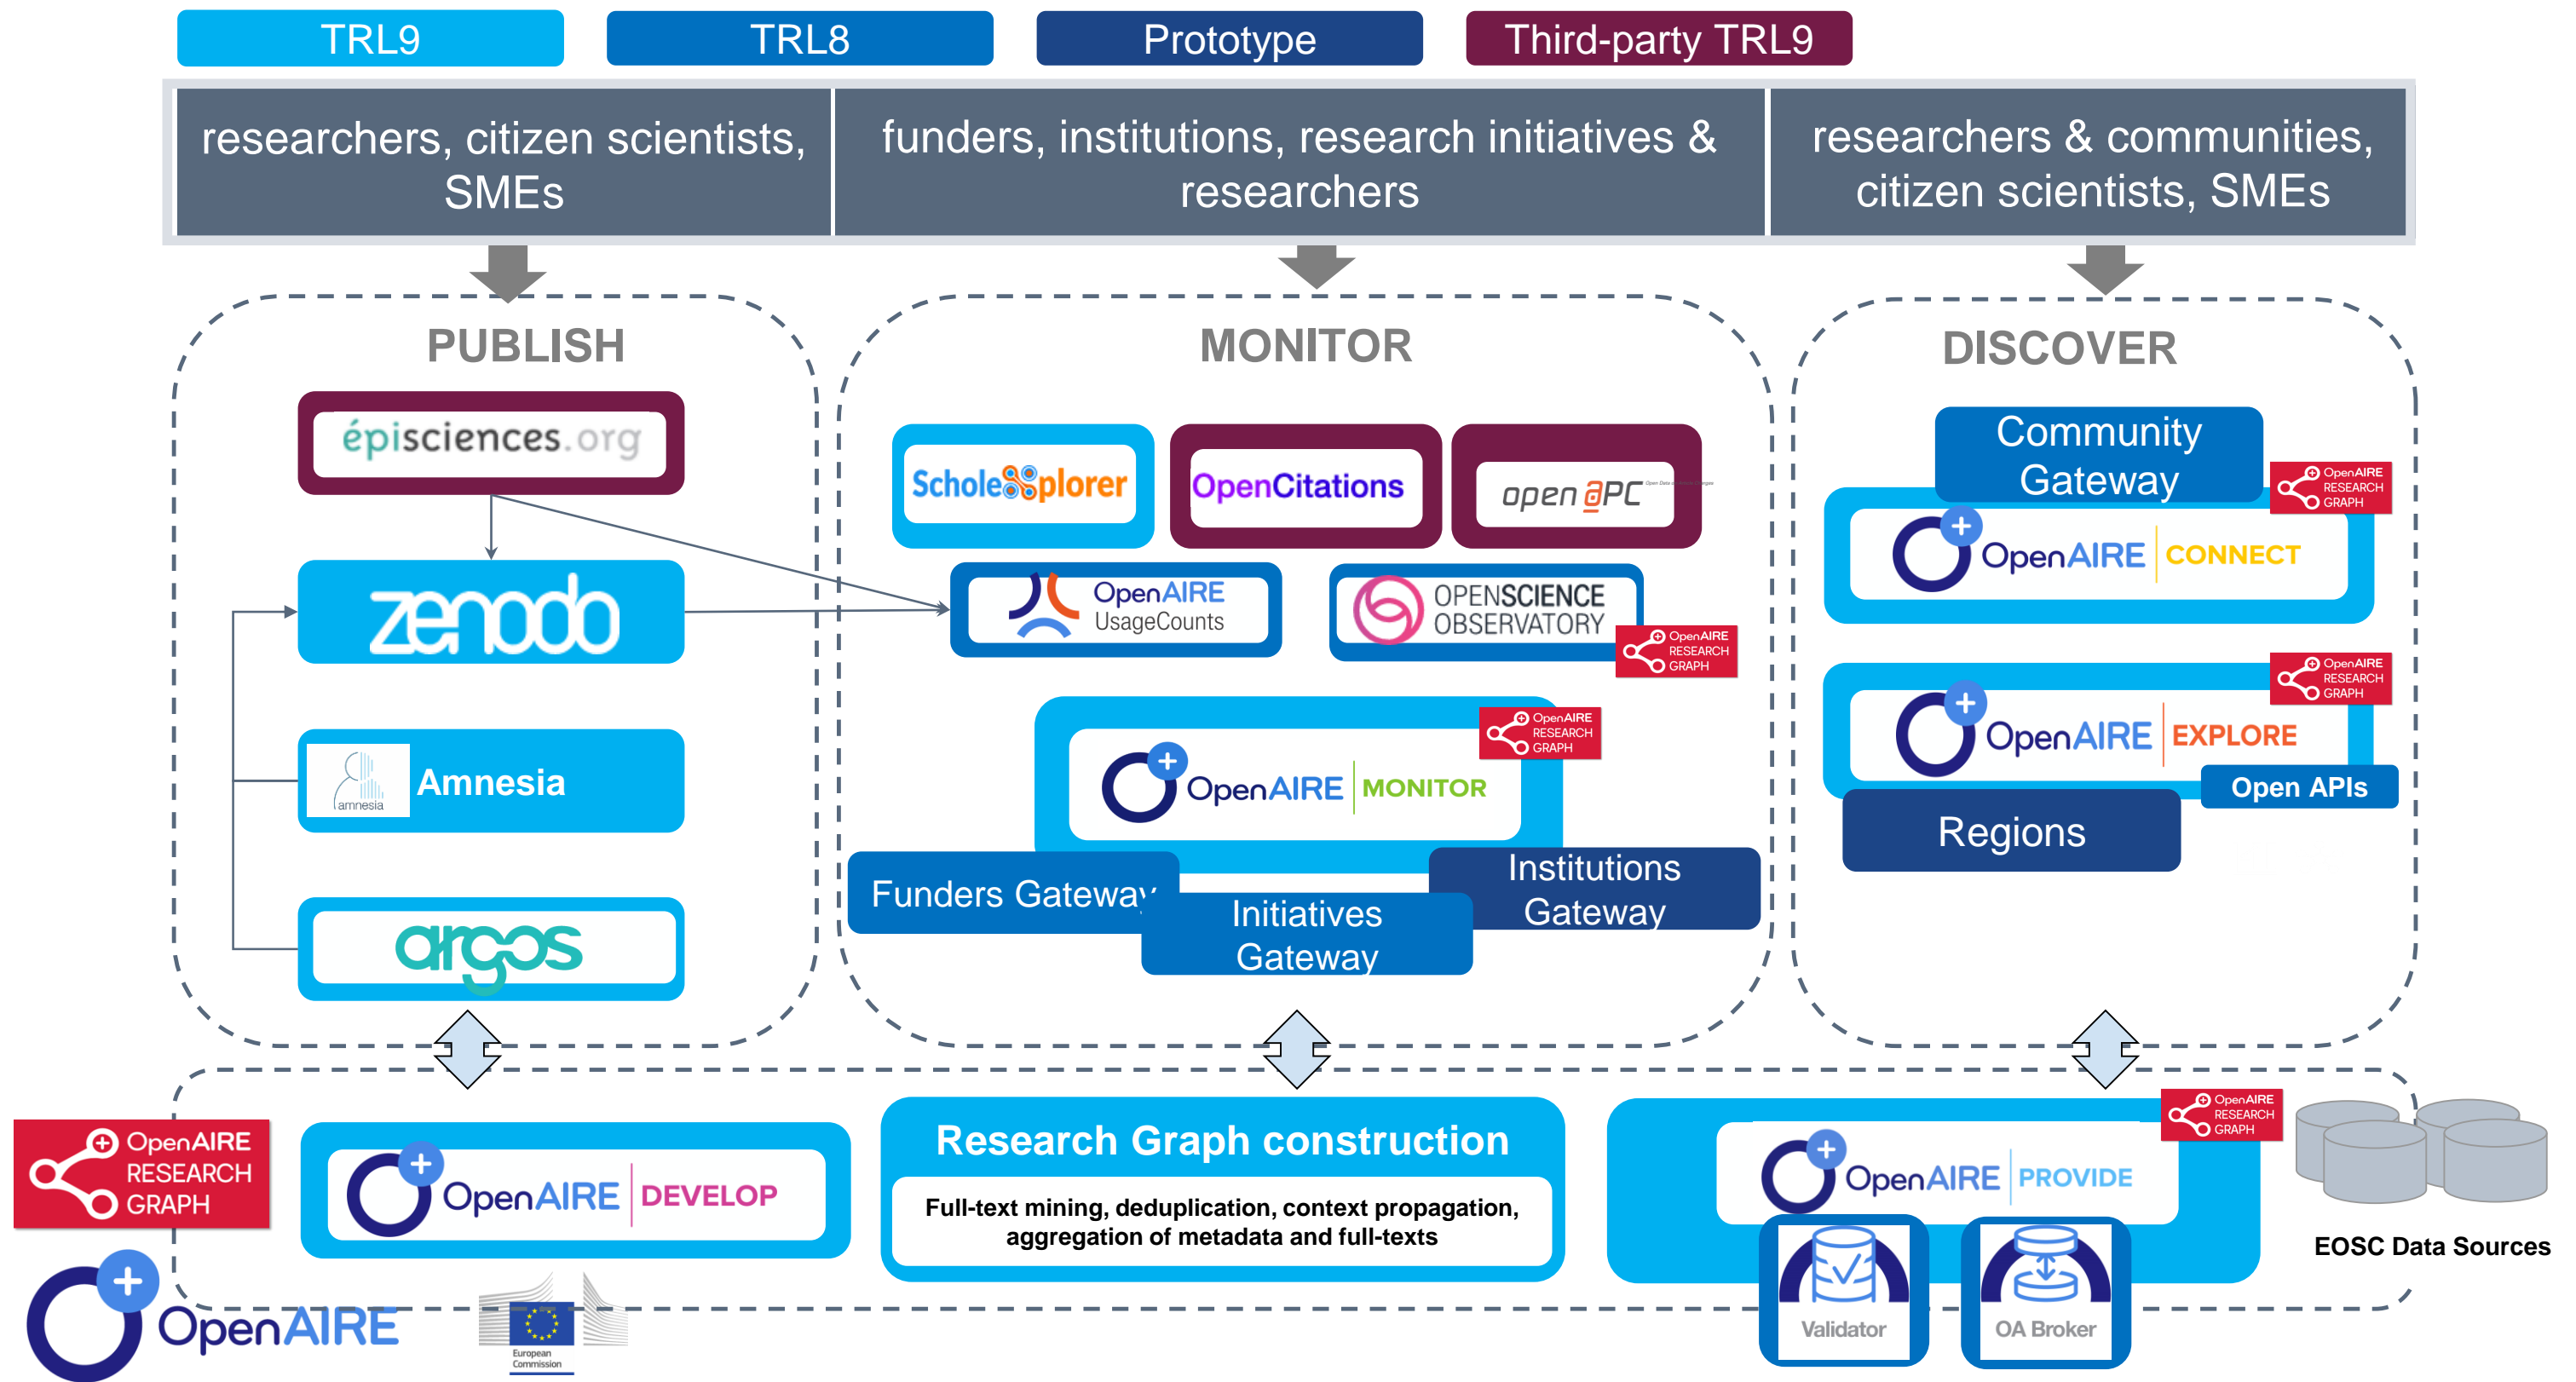 TRL9
TRL8
Prototype
Third-party TRL9
researchers, citizen scientists,
SMEs
funders, institutions, research initiatives &
researchers
researchers & communities,
citizen scientists, SMEs
PUBLISH
épisciences.org
zenodo
amnesia
Amnesia
argos
MONITOR
ScholeXplorer
OpenCitations
open aPC
OpenAIRE
UsageCounts
OPENSCIENCE
OBSERVATORY
OpenAIRE
RESEARCH
GRAPH
OpenAIRE
RESEARCH
GRAPH
OpenAIRE MONITOR
Funders Gateway
Initiatives
Gateway
Institutions
Gateway
DISCOVER
Community
Gateway
OpenAIRE
RESEARCH
GRAPH
OpenAIRE CONNECT
OpenAIRE
RESEARCH
GRAPH
OpenAIRE EXPLORE
Open APIs
Regions
OpenAIRE
RESEARCH
GRAPH
OpenAIRE DEVELOP
Research Graph construction
Full-text mining, deduplication, context propagation,
aggregation of metadata and full-texts
OpenAIRE
RESEARCH
GRAPH
OpenAIRE PROVIDE
Validator
OA Broker
EOSC Data Sources
OpenAIRE
European
Commission